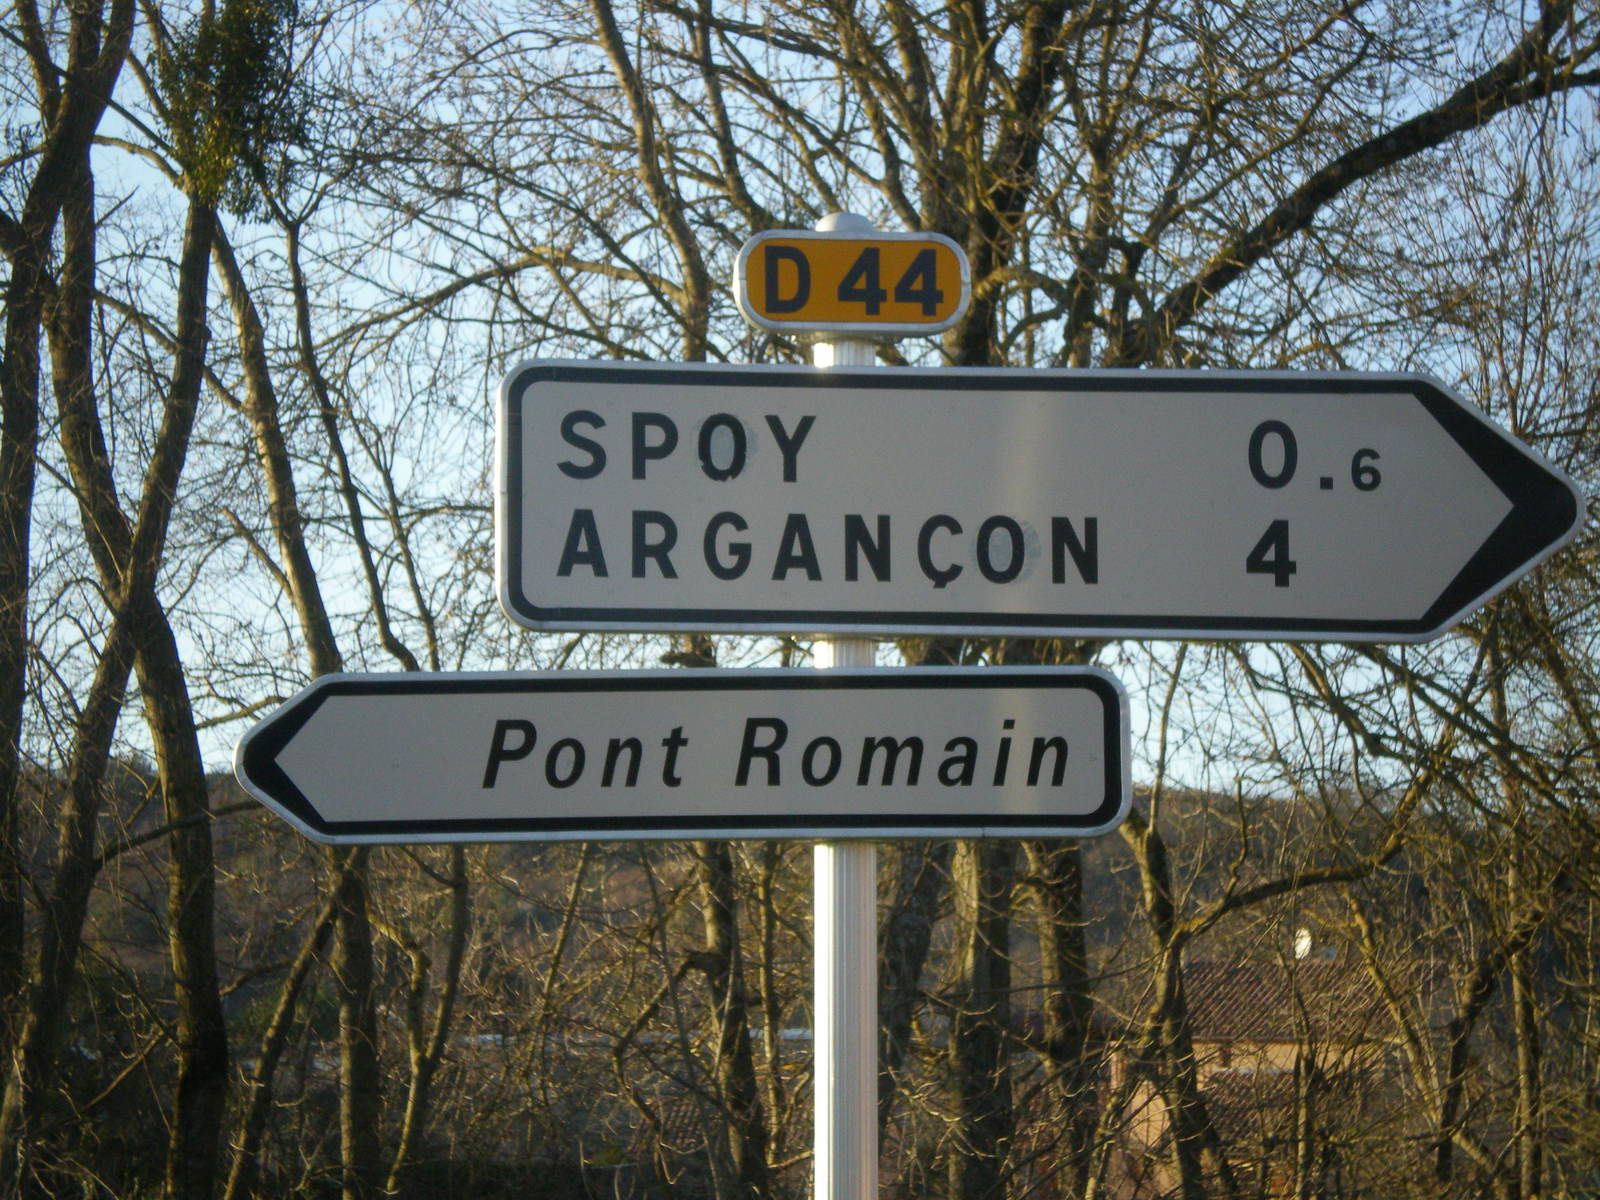 D 44
SPOY 0.6
ARGANÇON 4
Pont Romain